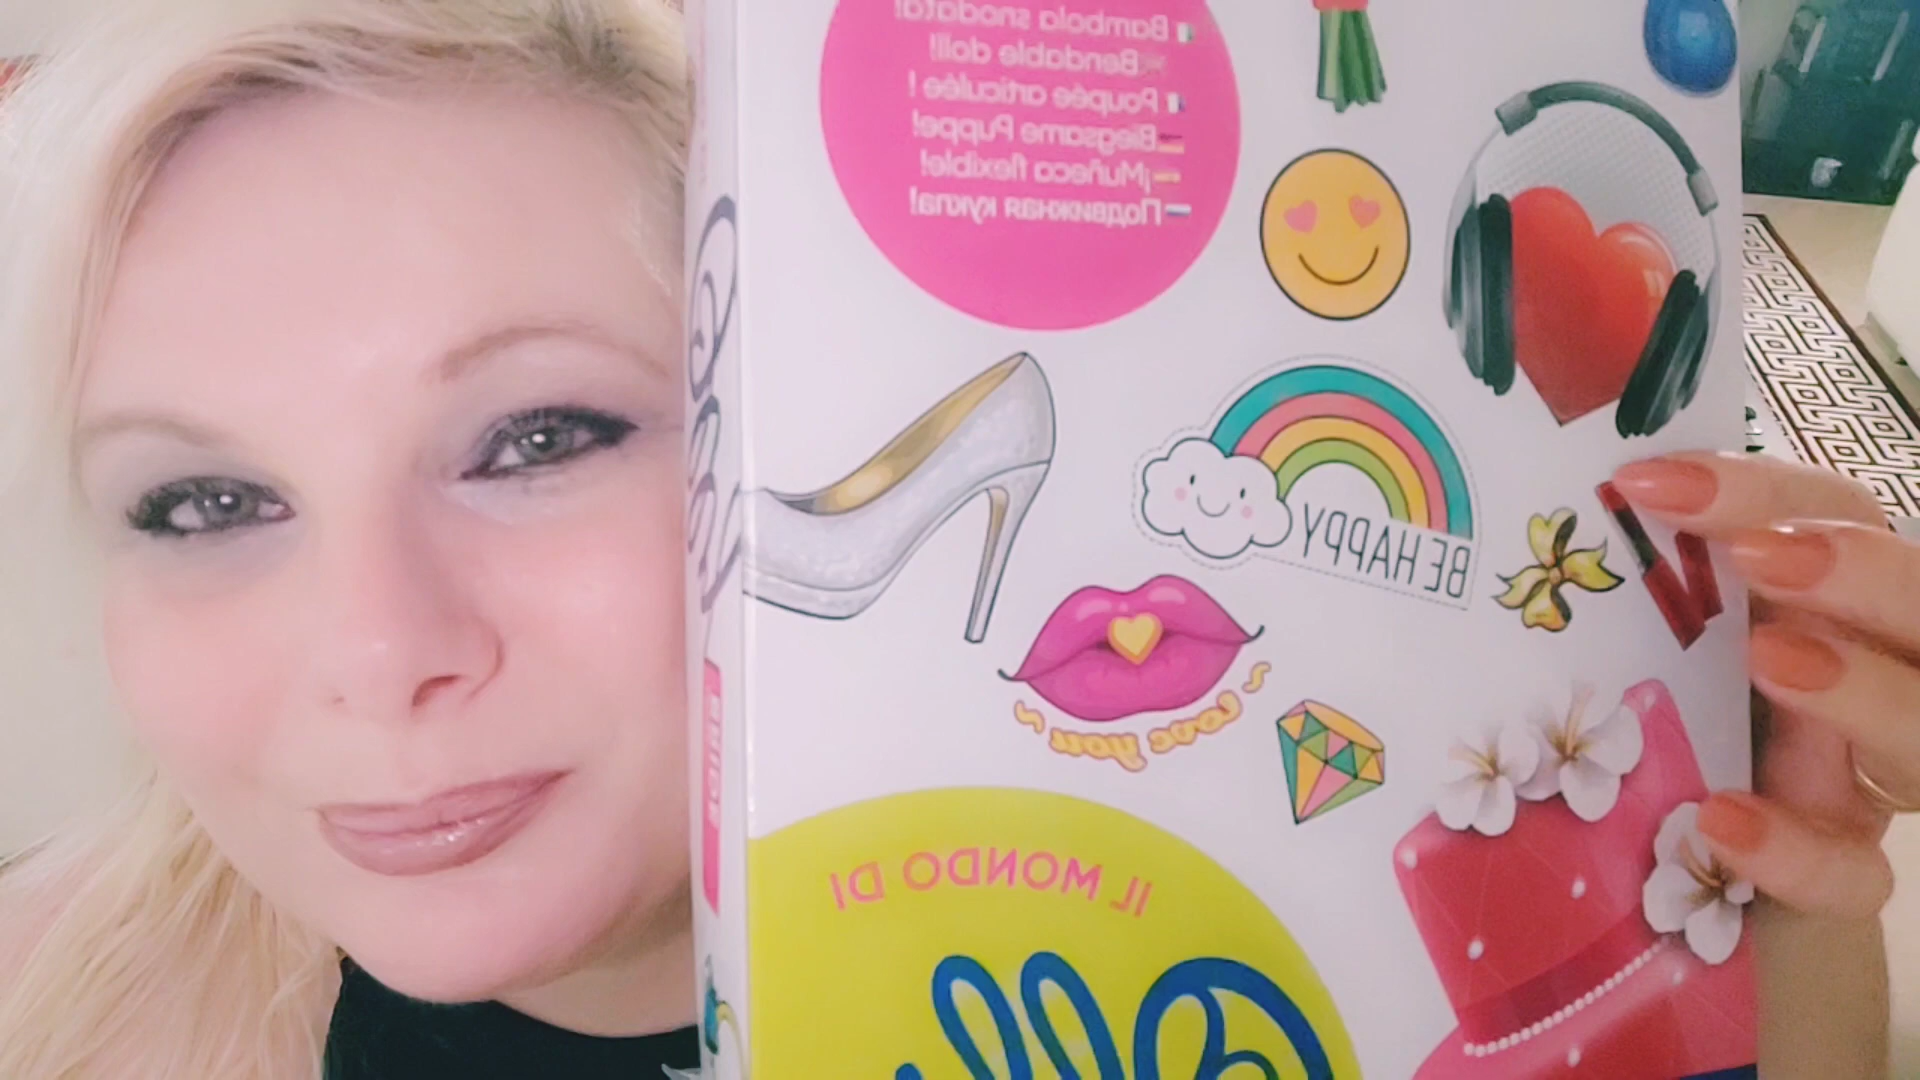 Bambola snodata!
Bendable doll!
Poupée articulée !
Biegsame Puppe!
¡Muñeca flexible!
Подвижная кукла!
BE HAPPY
~ Love you ~
IL MONDO DI